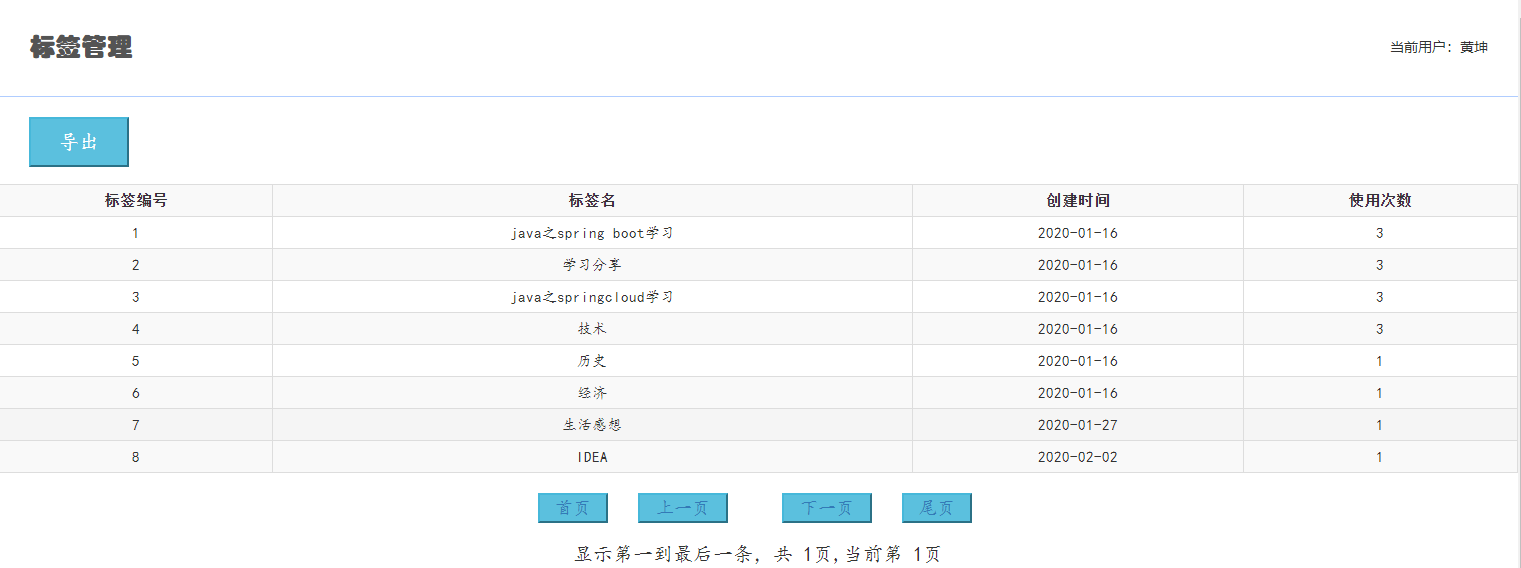 标签管理
当前用户：黄坤
导出
标签编号 标签名 创建时间 使用次数
1 java之spring boot学习 2020-01-16 3
2 学习分享 2020-01-16 3
3 java之springcloud学习 2020-01-16 3
4 技术 2020-01-16 3
5 历史 2020-01-16 1
6 经济 2020-01-16 1
7 生活感想 2020-01-27 1
8 IDEA 2020-02-02 1
首页 上一页 下一页 尾页
显示第一到最后一条, 共 1页,当前第 1页